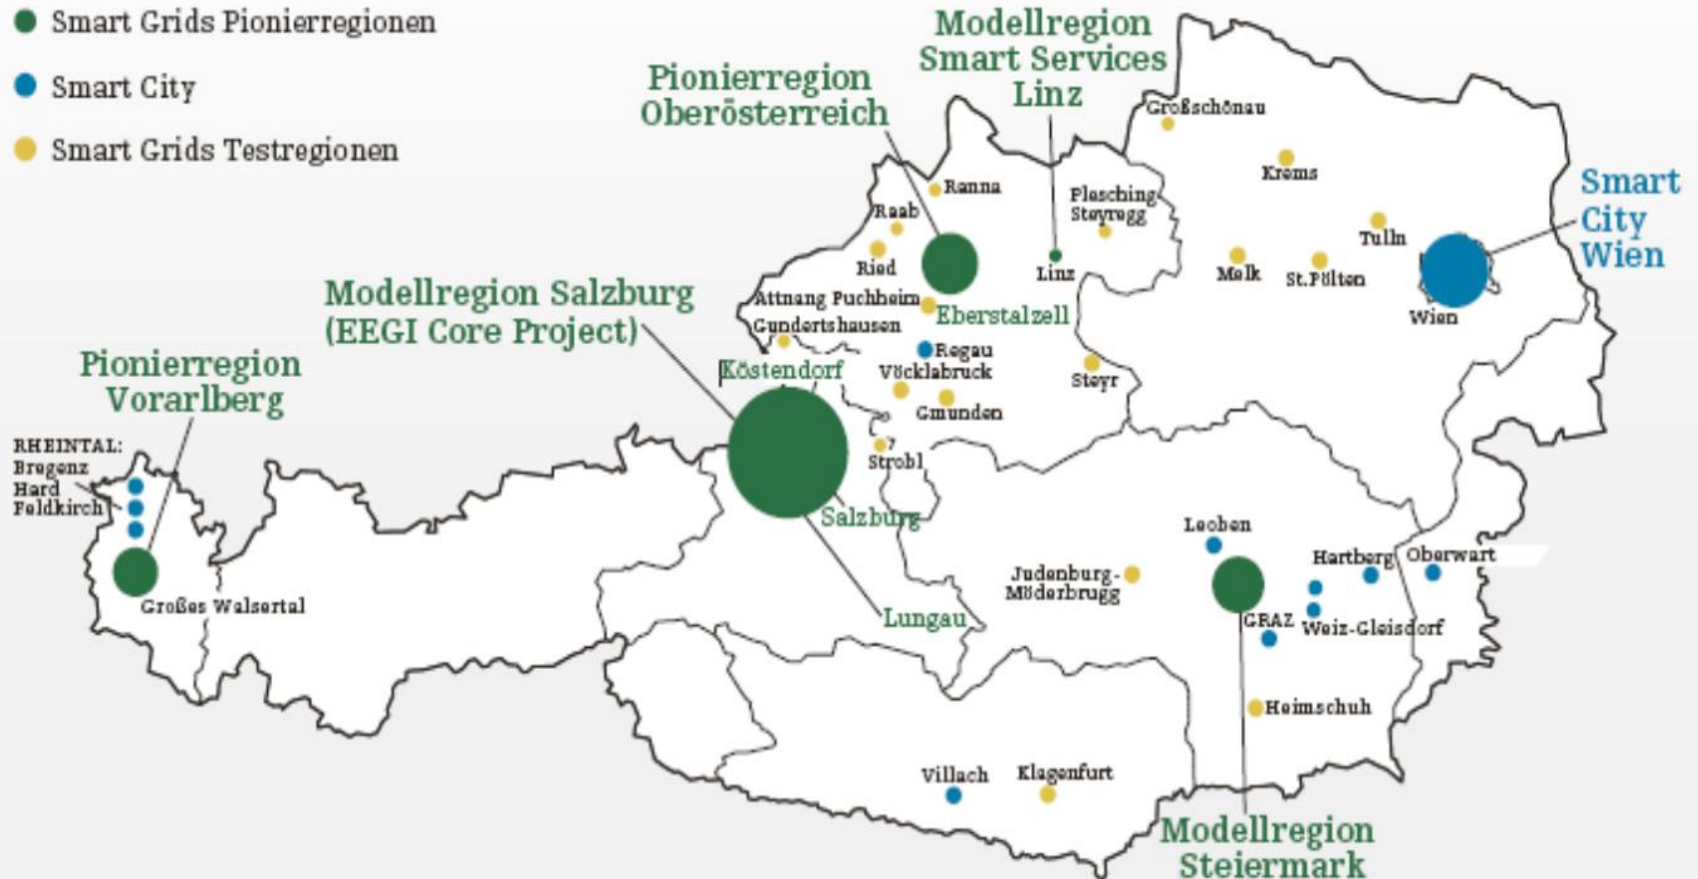 Smart Grids Pionierregionen
Smart City
Smart Grids Testregionen
Modellregion
Smart Services
Linz
Pionierregion
Oberösterreich
Großschönau
Krems
Smart
City
Wien
Ranna
Plesching
Steyregg
Raab
Tulln
Ried
Linz
Melk
St.Pölten
Wien
Modellregion Salzburg
(EEGI Core Project)
Attnang Puchheim
Eberstalzell
Gundertshausen
Regau
Köstendorf
Vöcklabruck
Steyr
Gmunden
Pionierregion
Vorarlberg
RHEINTAL:
Bregenz
Hard
Feldkirch
Strobl
Salzburg
Leoben
Hartberg
Oberwart
Judenburg-
Möderbrugg
Großes Walsertal
Lungau
GRAZ
Weiz-Gleisdorf
Heimschuh
Villach
Klagenfurt
Modellregion
Steiermark